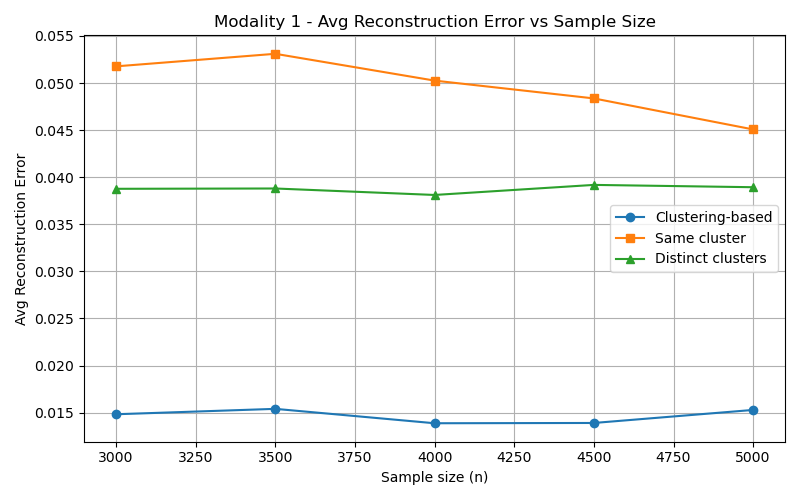 Modality 1 - Avg Reconstruction Error vs Sample Size
Avg Reconstruction Error
0.055
0.050
0.045
0.040
0.035
0.030
0.025
0.020
0.015
Clustering-based
Same cluster
Distinct clusters
3000 3250 3500 3750 4000 4250 4500 4750 5000
Sample size (n)